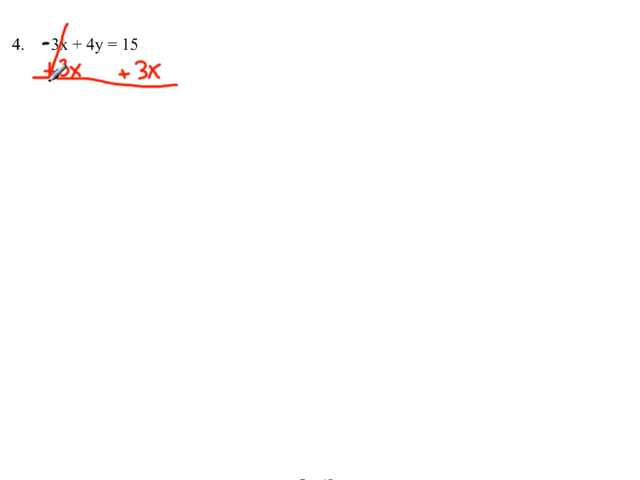 4. -3x + 4y = 15
+3x + 3x